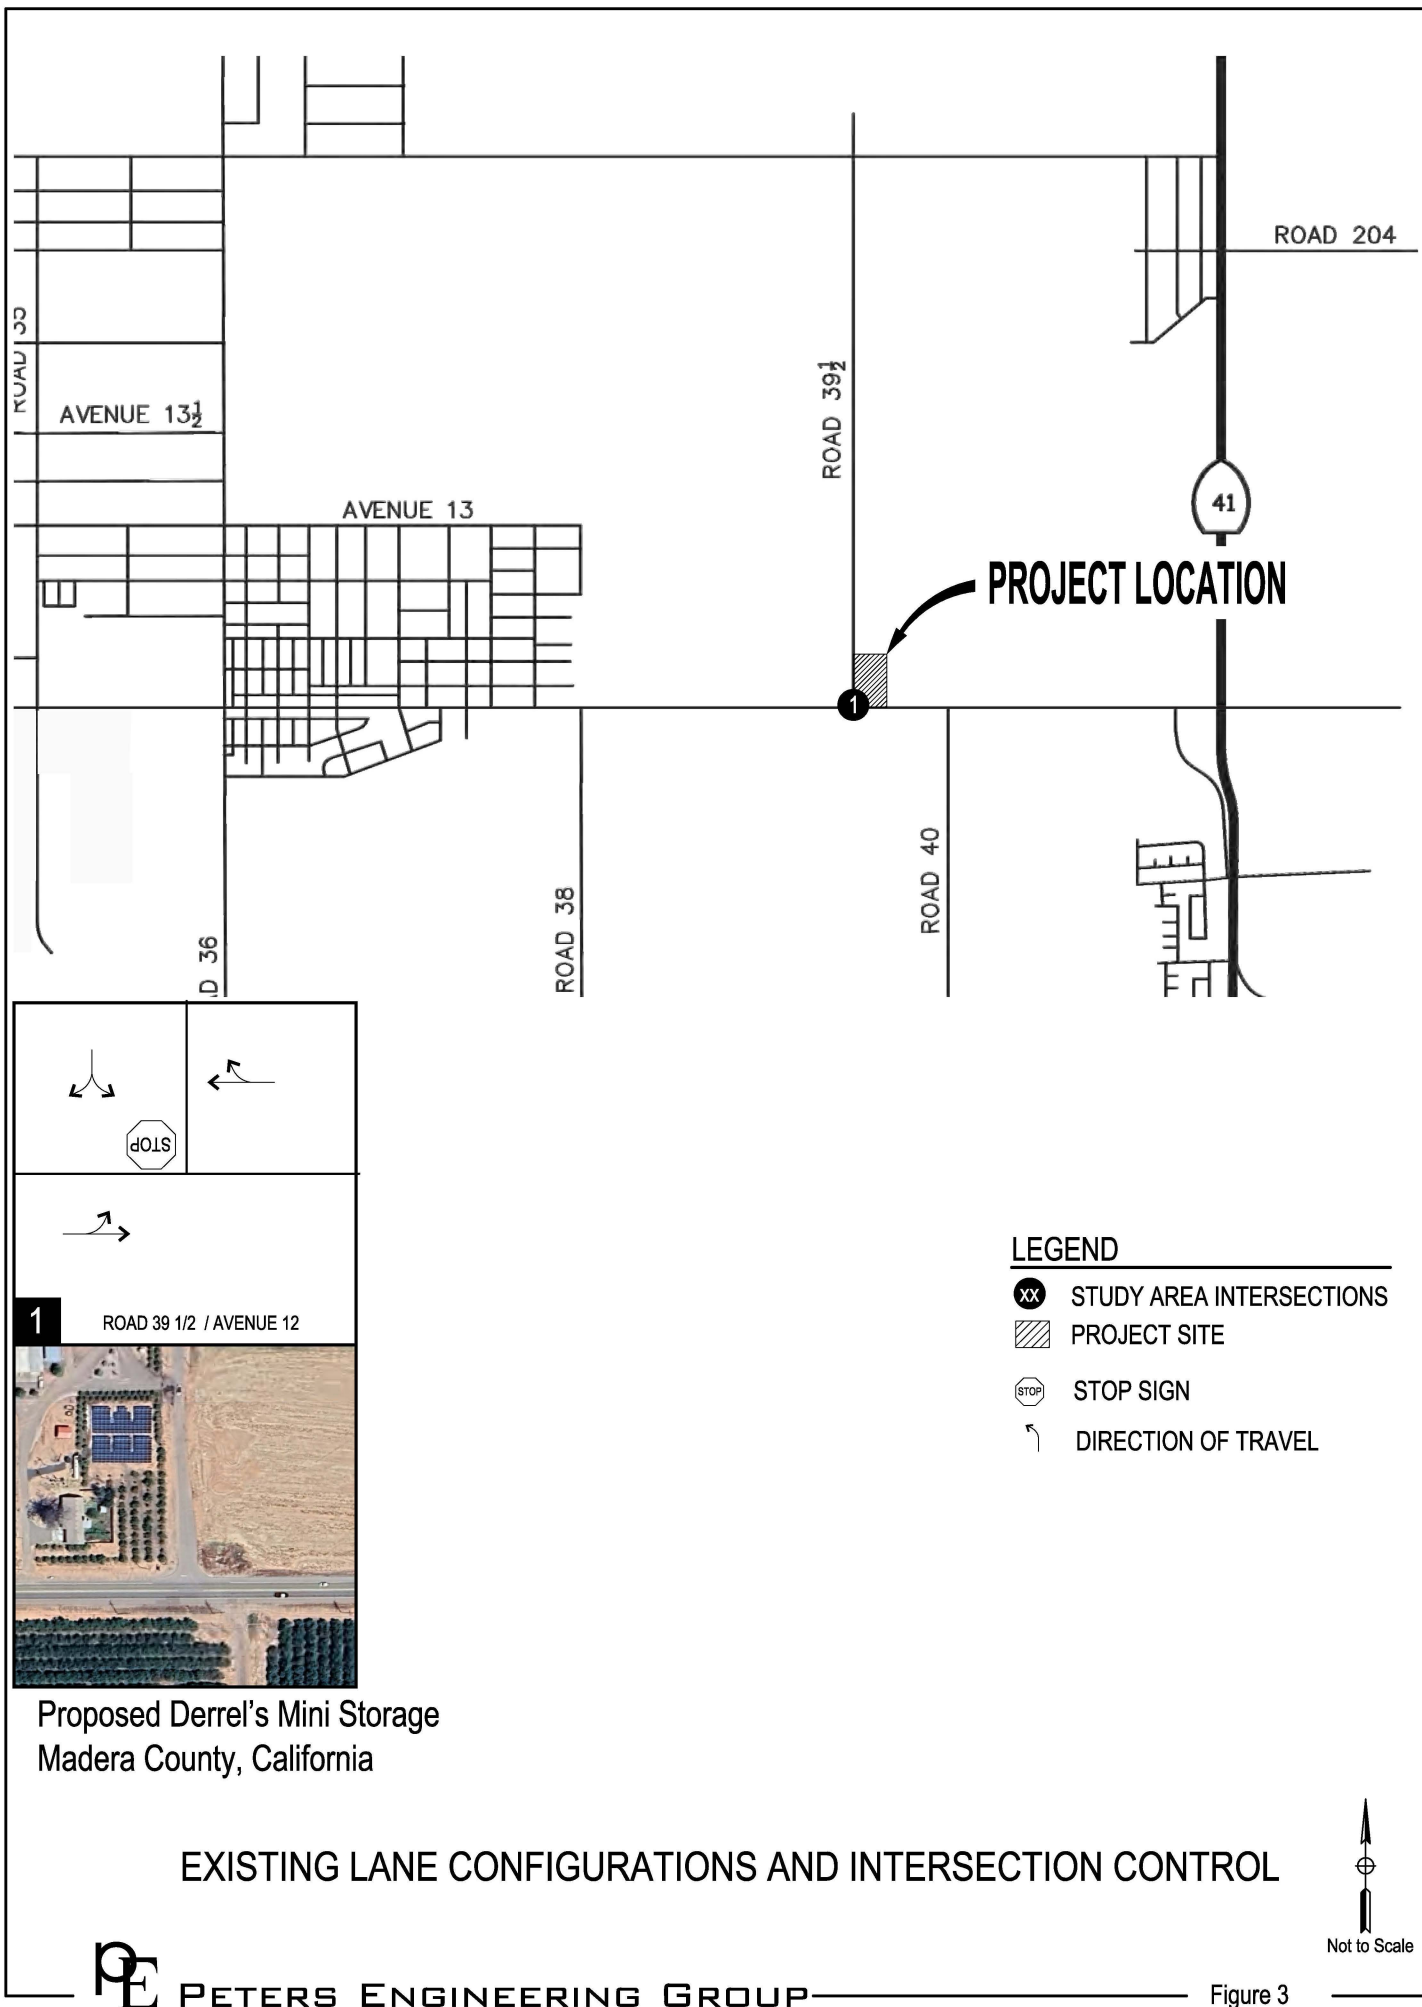 ROAD 204
ROAD 35
ROAD 39½
AVENUE 13½
AVENUE 13
41
PROJECT LOCATION
1
ROAD 40
ROAD 38
D 36
STOP
LEGEND
XX STUDY AREA INTERSECTIONS
PROJECT SITE
STOP STOP SIGN
DIRECTION OF TRAVEL
1 ROAD 39 1/2 / AVENUE 12
Proposed Derrel's Mini Storage
Madera County, California
EXISTING LANE CONFIGURATIONS AND INTERSECTION CONTROL
Not to Scale
PE PETERS ENGINEERING GROUP
Figure 3